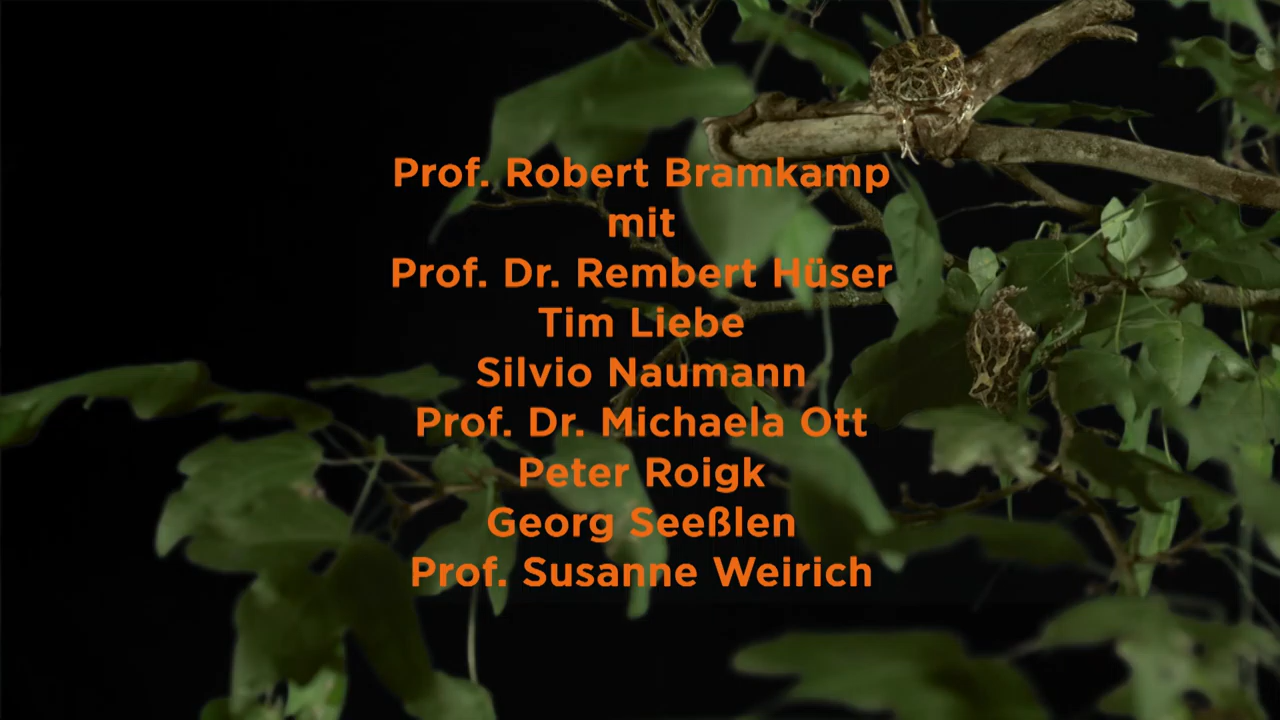 Prof. Robert Bramkamp
mit
Prof. Dr. Rembert Hüser
Tim Liebe
Silvio Naumann
Prof. Dr. Michaela Ott
Peter Roigk
Georg Seeßlen
Prof. Susanne Weirich